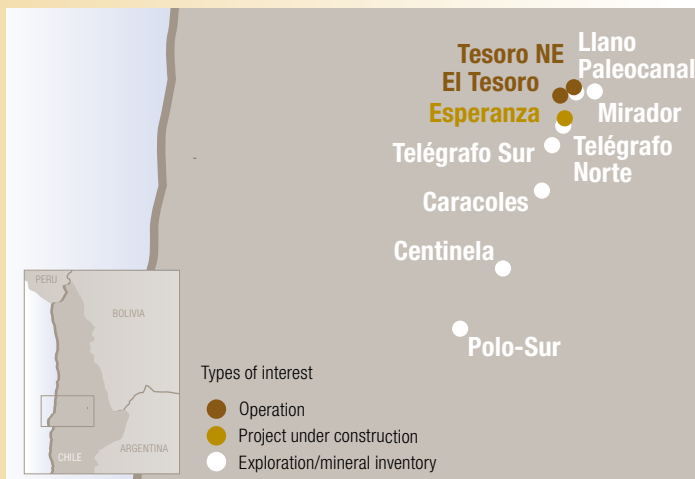 Tesoro NE
El Tesoro
Esperanza
Llano
Paleocanal
Mirador
Telégrafo Sur
Telégrafo
Norte
Caracoles
Centinela
Polo-Sur
PERU
BOLIVIA
CHILE
ARGENTINA
Types of interest
Operation
Project under construction
Exploration/mineral inventory